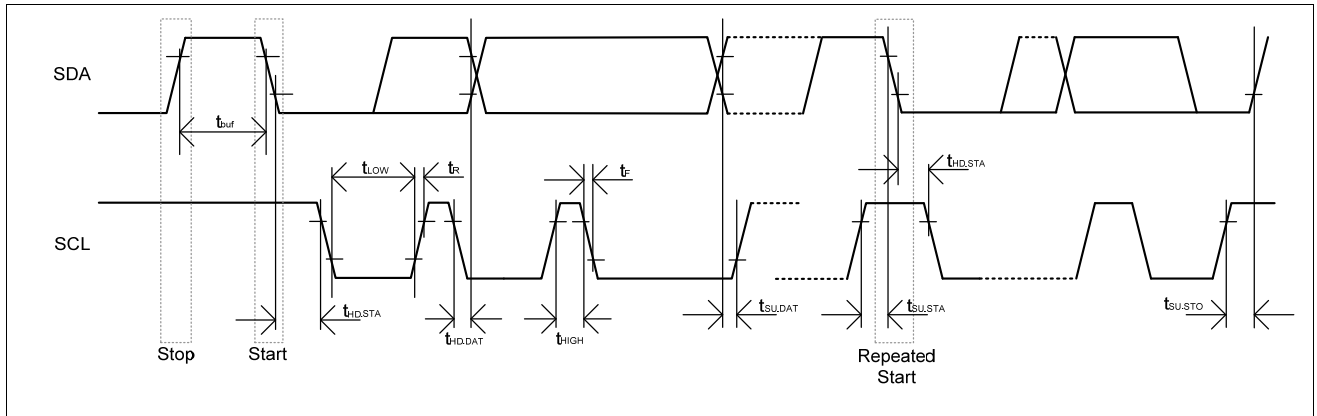 SDA
tbuf
tLOW
tR
tF
tHD.STA
SCL
tHD.STA
tHD.DAT
tHIGH
tSU.DAT
tSU.STA
tSU.STO
Stop
Start
Repeated
Start